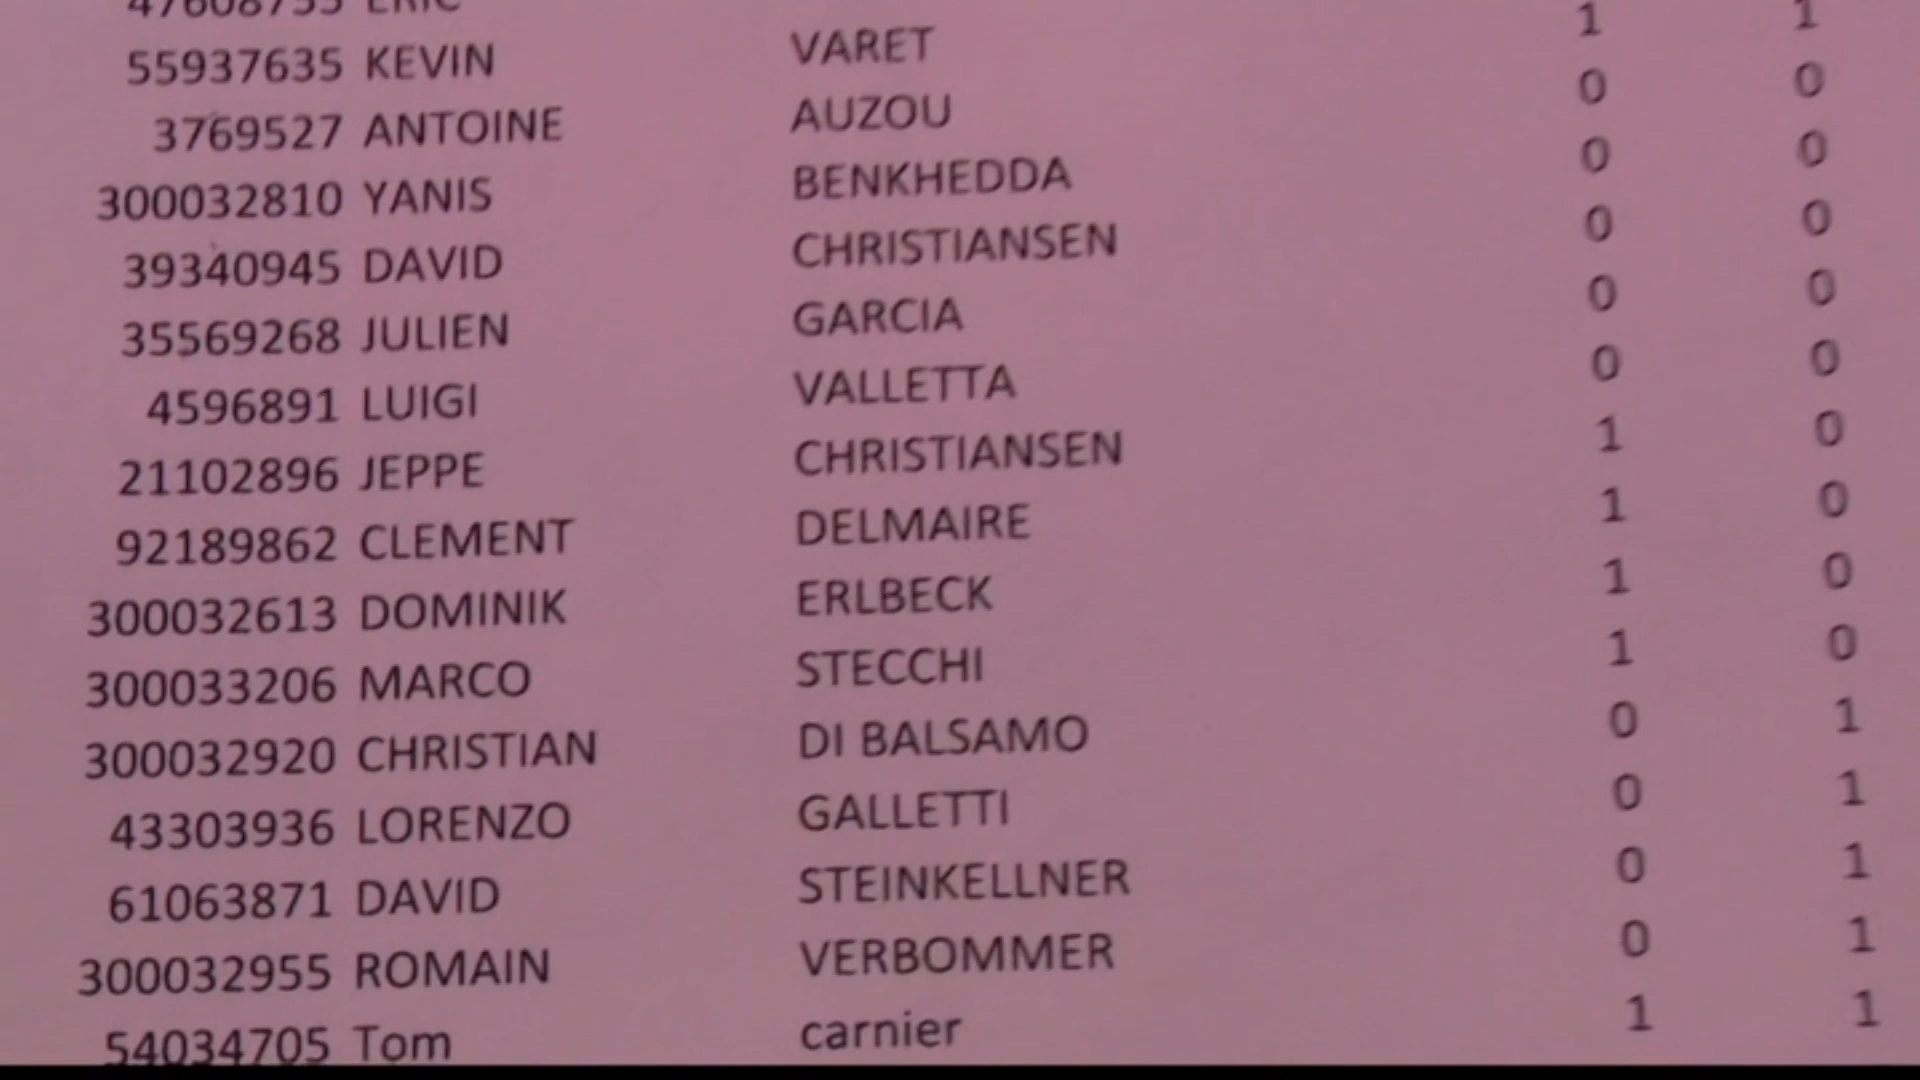 ERIC
55937635 KEVIN VARET 1 1
3769527 ANTOINE AUZOU 0 0
300032810 YANIS BENKHEDDA 0 0
39340945 DAVID CHRISTIANSEN 0 0
35569268 JULIEN GARCIA 0 0
4596891 LUIGI VALLETTA 0 0
21102896 JEPPE CHRISTIANSEN 1 0
92189862 CLEMENT DELMAIRE 1 0
300032613 DOMINIK ERLBECK 1 0
300033206 MARCO STECCHI 1 0
300032920 CHRISTIAN DI BALSAMO 0 1
43303936 LORENZO GALLETTI 0 1
61063871 DAVID STEINKELLNER 0 1
300032955 ROMAIN VERBOMMER 0 1
54034705 Tom carnier 1 1